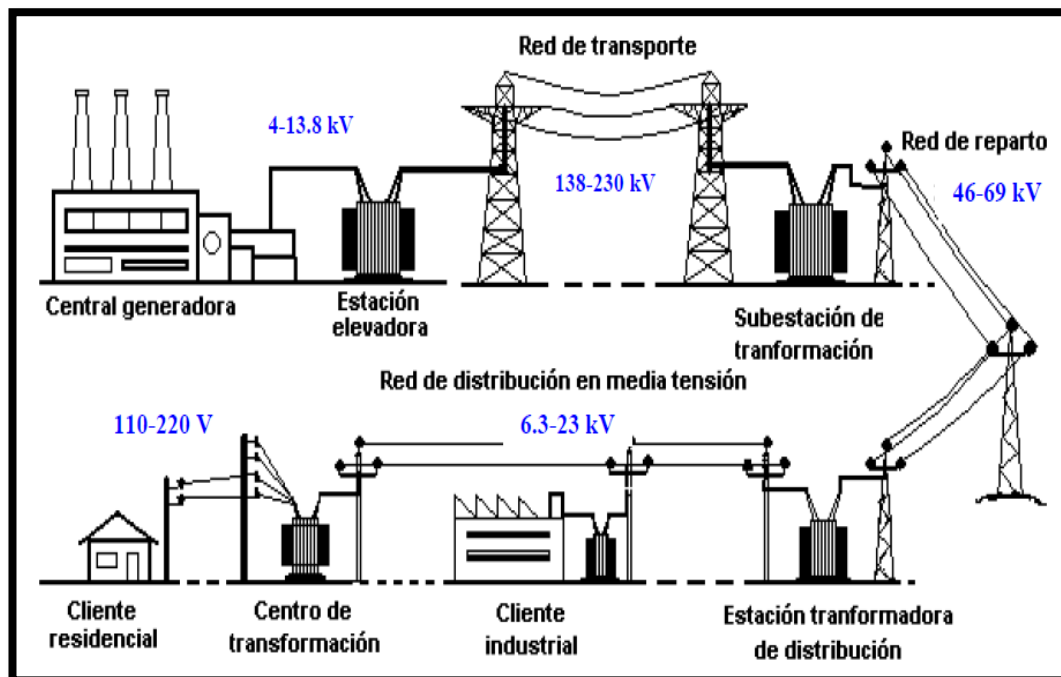 Red de transporte
4-13.8 kV
138-230 kV
Red de reparto
46-69 kV
Central generadora
Estación
elevadora
Subestación de
tranformación
Red de distribución en media tensión
110-220 V
6.3-23 kV
Cliente
residencial
Centro de
transformación
Cliente
industrial
Estación tranformadora
de distribución